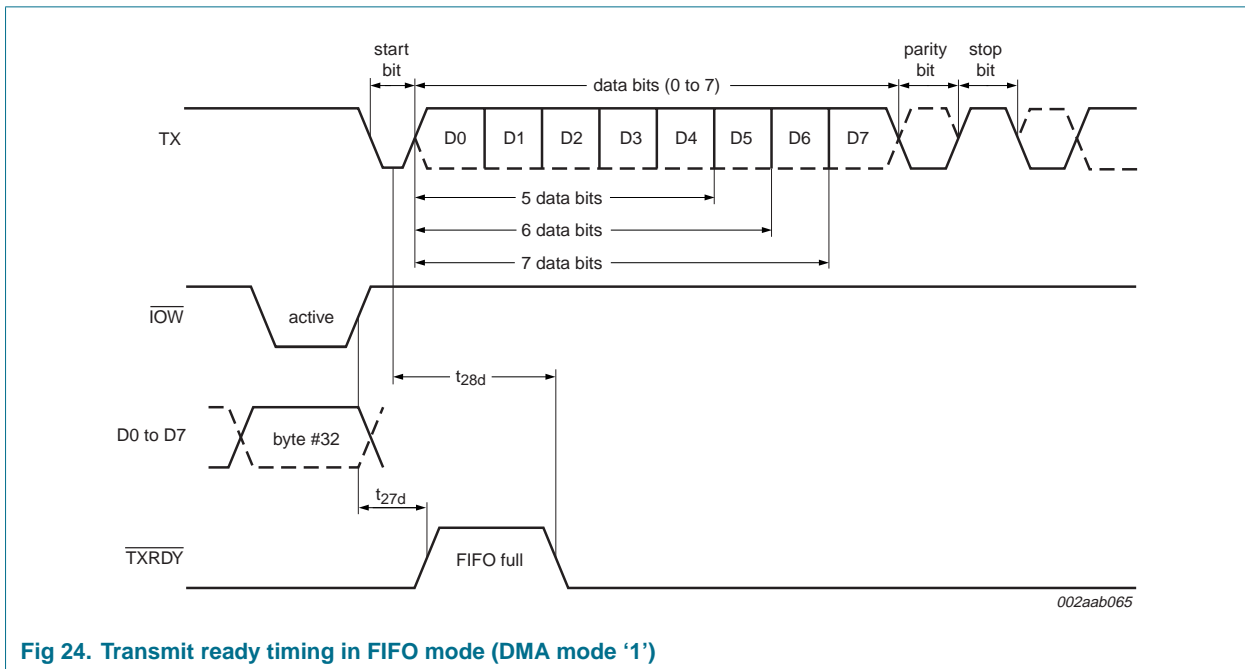 start
bit
data bits (0 to 7)
parity
bit
stop
bit
TX
D0 D1 D2 D3 D4 D5 D6 D7
5 data bits
6 data bits
7 data bits
IOW
active
t28d
D0 to D7
byte #32
t27d
TXRDY
FIFO full
002aab065
Fig 24. Transmit ready timing in FIFO mode (DMA mode ‘1’)